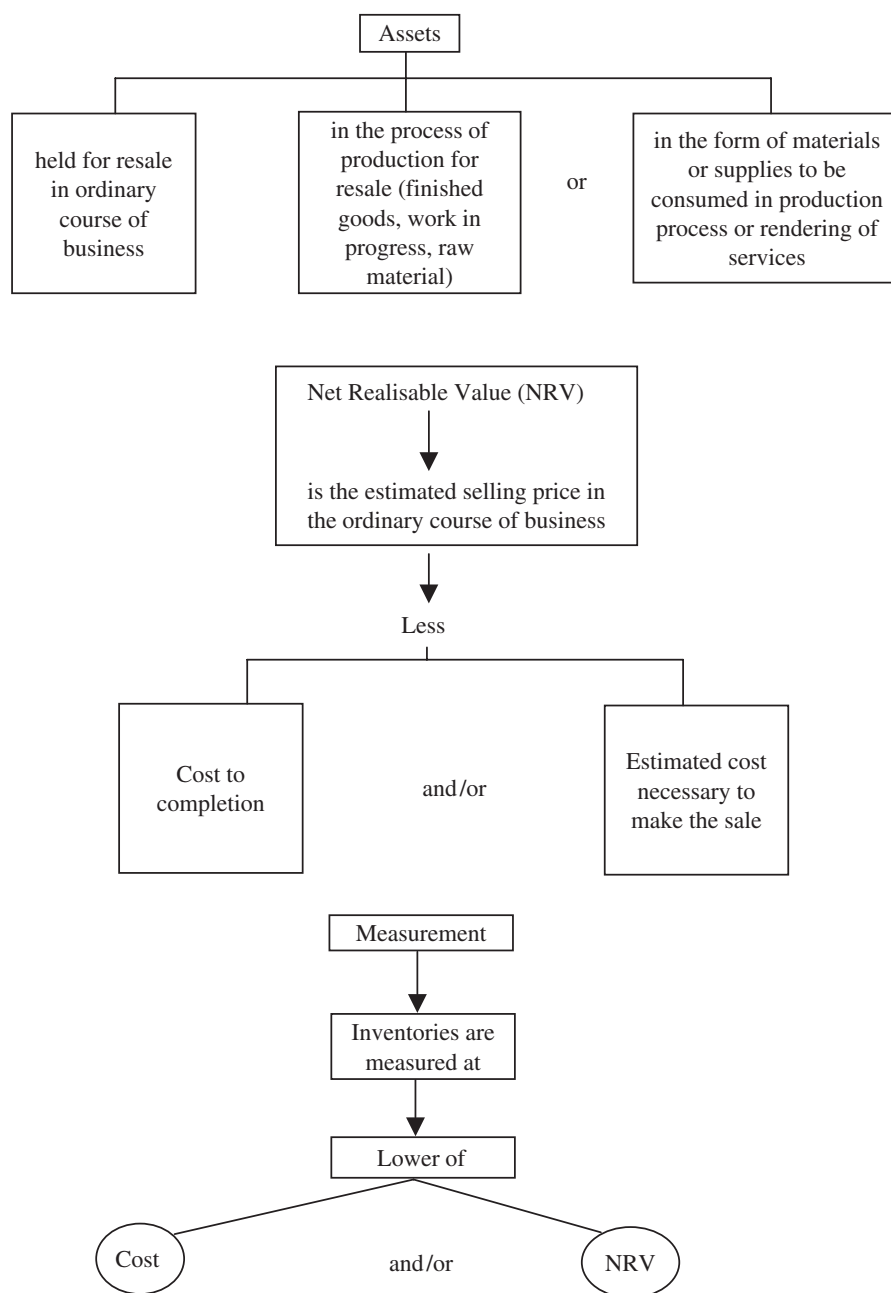 Assets
held for resale
in ordinary
course of
business
in the process of
production for
resale (finished
goods, work in
progress, raw
material)
or
in the form of materials
or supplies to be
consumed in production
process or rendering of
services
Net Realisable Value (NRV)
is the estimated selling price in
the ordinary course of business
Less
Cost to
completion
and/or
Estimated cost
necessary to
make the sale
Measurement
Inventories are
measured at
Lower of
Cost
and/or
NRV